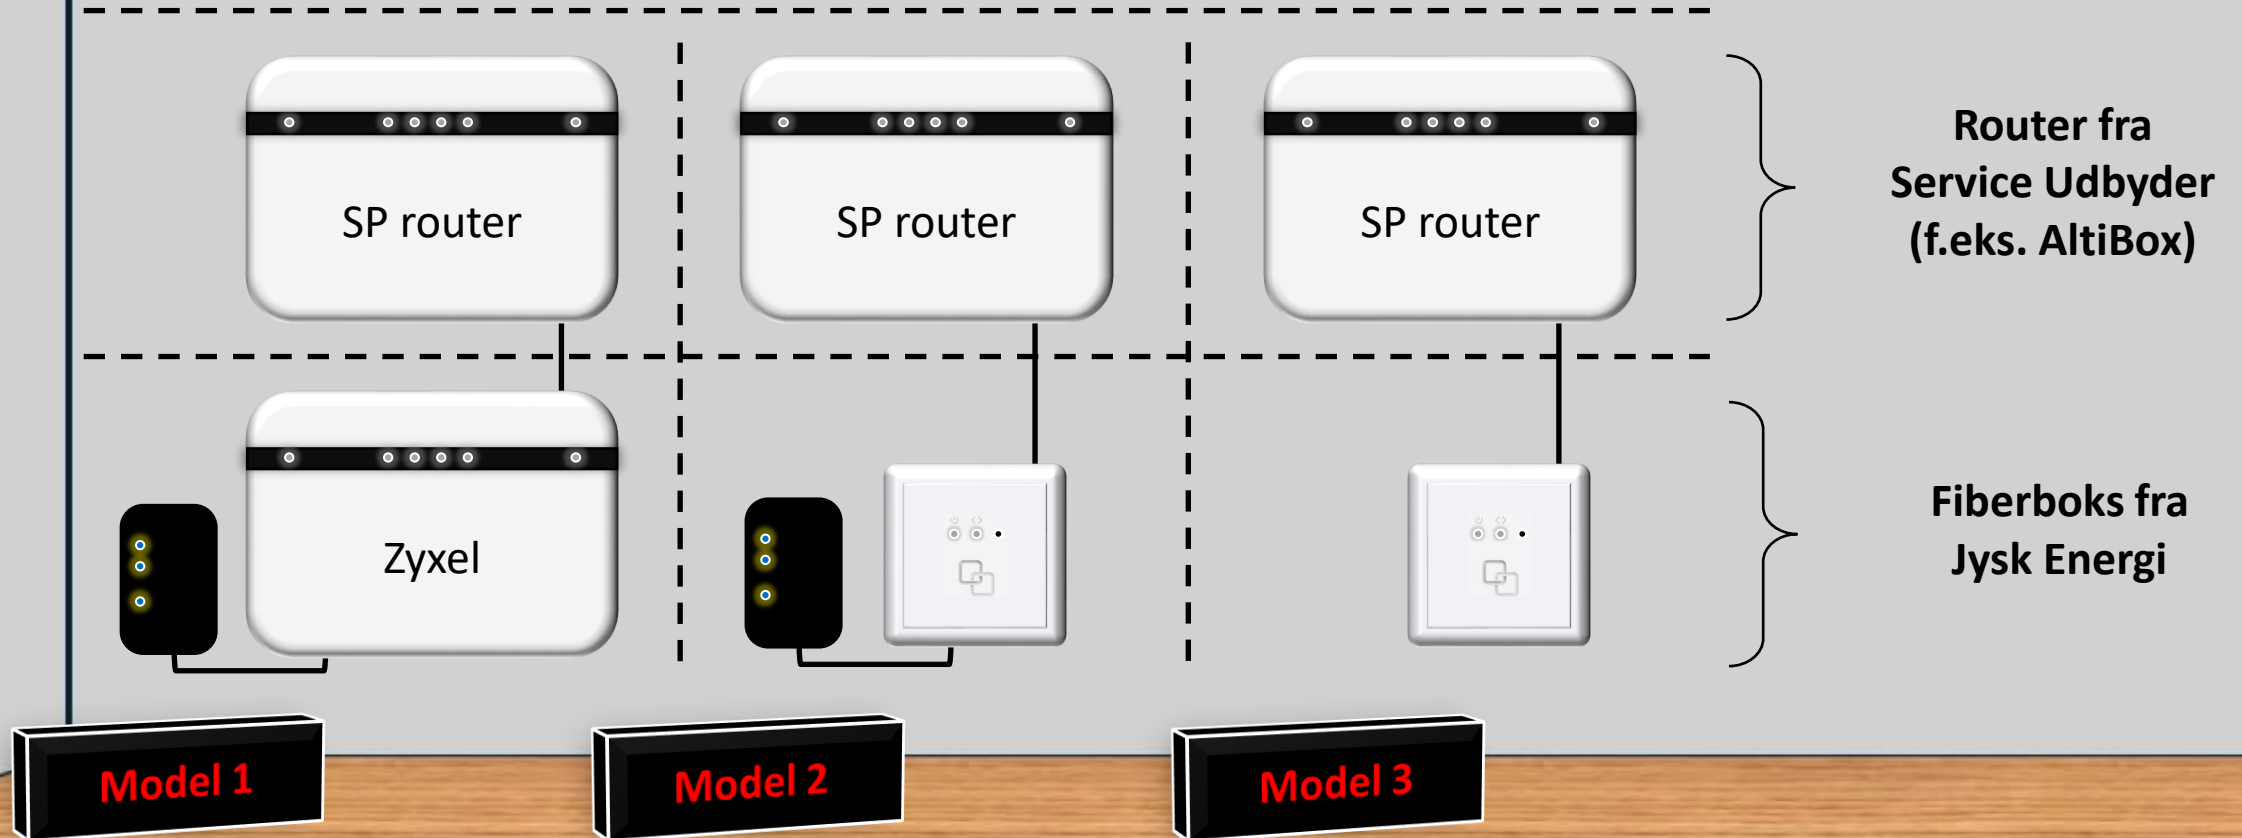 SP router
SP router
SP router
Router fra
Service Udbyder
(f.eks. AltiBox)
Zyxel
Fiberboks fra
Jysk Energi
Model 1
Model 2
Model 3